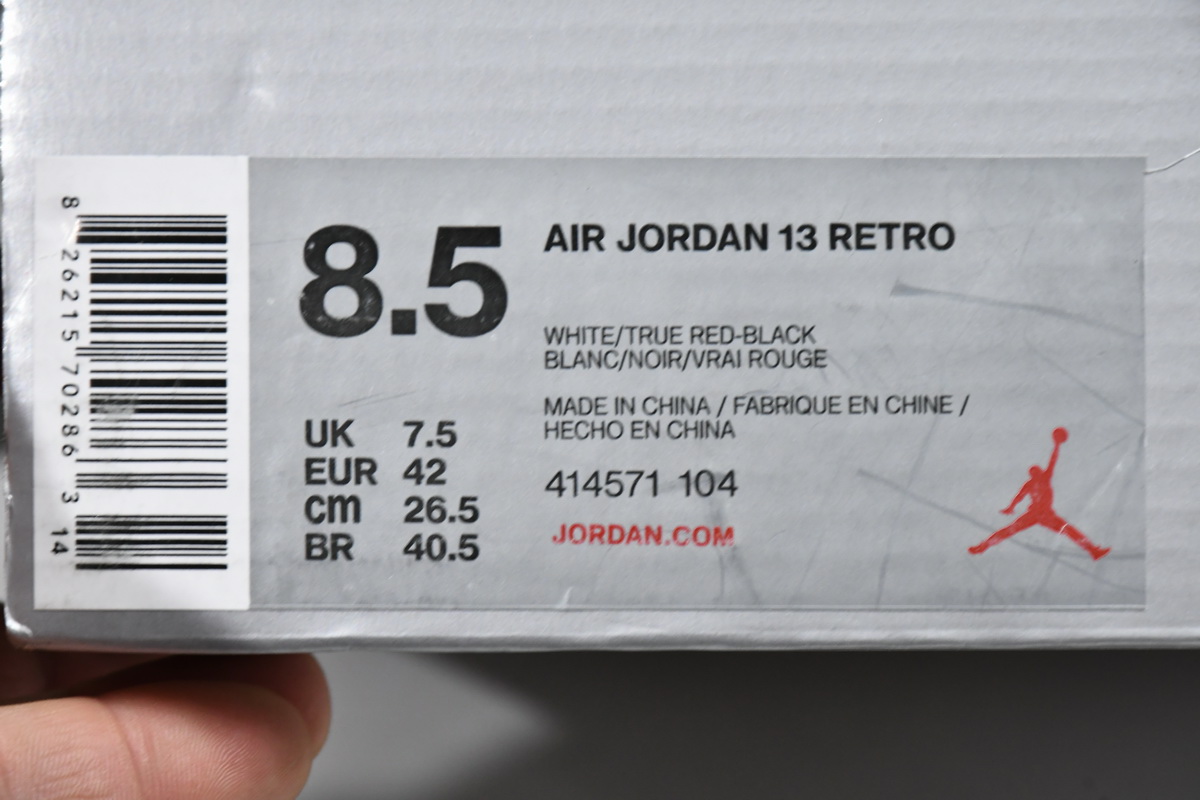 8 26215 70286 3
14
8.5
AIR JORDAN 13 RETRO
WHITE/TRUE RED-BLACK
BLANC/NOIR/VRAI ROUGE
MADE IN CHINA / FABRIQUE EN CHINE /
HECHO EN CHINA
UK 7.5
EUR 42
cm 26.5
BR 40.5
414571 104
JORDAN.COM